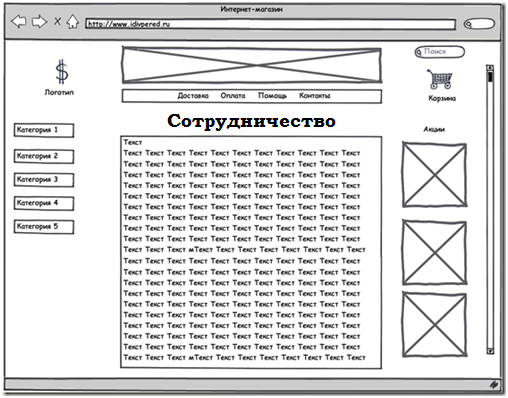 Интернет-магазин
http://www.idivpered.ru
Поиск
$
Логотип
Корзина
Доставка Оплата Помощь Контакты
Сотрудничество
Акции
Категория 1
Категория 2
Категория 3
Категория 4
Категория 5
Текст
Текст Текст Текст Текст Текст Текст Текст Текст Текст Текст Текст
Текст Текст Текст Текст Текст Текст Текст Текст Текст Текст Текст
Текст Текст Текст Текст Текст Текст Текст Текст Текст Текст Текст
Текст Текст Текст Текст Текст Текст Текст Текст Текст Текст Текст
Текст Текст Текст Текст Текст Текст Текст Текст Текст Текст Текст
Текст Текст Текст Текст Текст Текст Текст Текст Текст Текст Текст
Текст Текст Текст Текст Текст Текст Текст Текст Текст Текст Текст
Текст Текст Текст Текст Текст Текст Текст Текст Текст Текст Текст
Текст Текст Текст Текст Текст Текст Текст Текст Текст Текст Текст
Текст Текст Текст мТекст Текст Текст Текст Текст Текст Текст Текст
Текст Текст Текст Текст Текст Текст Текст Текст Текст Текст Текст
Текст Текст Текст Текст Текст Текст Текст Текст Текст Текст Текст
Текст Текст Текст Текст Текст Текст Текст Текст Текст Текст Текст
Текст Текст Текст Текст Текст Текст Текст Текст Текст Текст Текст
Текст Текст Текст Текст Текст Текст Текст Текст Текст Текст Текст
Текст Текст Текст Текст Текст Текст Текст Текст Текст Текст Текст
Текст Текст Текст Текст Текст Текст Текст Текст Текст Текст Текст
Текст Текст Текст Текст Текст Текст Текст Текст Текст Текст Текст
Текст Текст Текст Текст Текст Текст Текст Текст Текст Текст Текст
Текст Текст Текст мТекст Текст Текст Текст Текст Текст Текст Текст